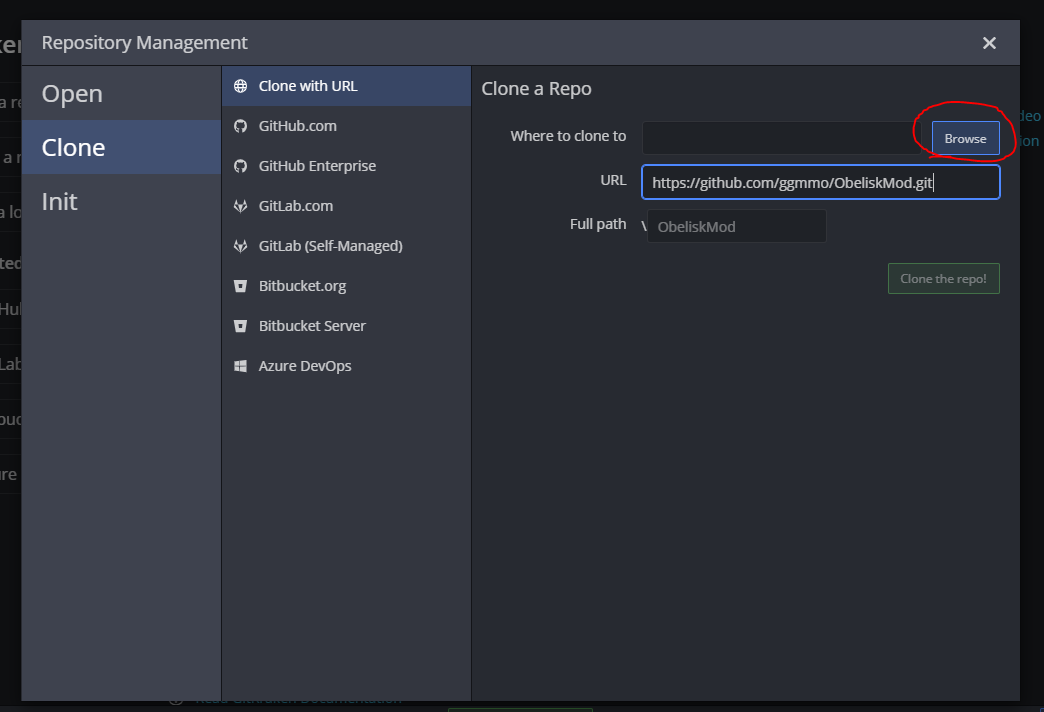 Repository Management
Open
Clone
Init
Clone with URL
GitHub.com
GitHub Enterprise
GitLab.com
GitLab (Self-Managed)
Bitbucket.org
Bitbucket Server
Azure DevOps
Clone a Repo
Where to clone to
Browse
URL
https://github.com/ggmmo/ObeliskMod.git
Full path
\ ObeliskMod
Clone the repo!